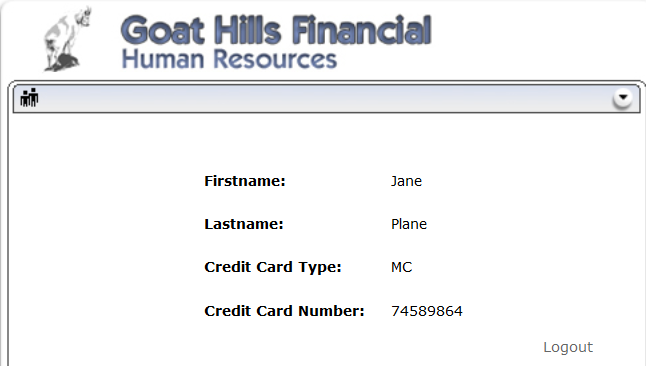 Goat Hills Financial
Human Resources
Firstname: Jane
Lastname: Plane
Credit Card Type: MC
Credit Card Number: 74589864
Logout